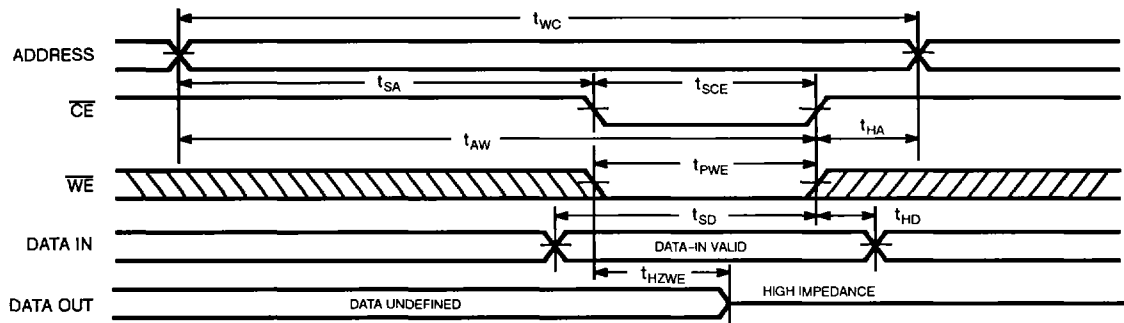 tWC
ADDRESS
tSA
tSCE
CE
tAW
tHA
tPWE
WE
tSD
tHD
DATA IN
DATA-IN VALID
tHZWE
HIGH IMPEDANCE
DATA OUT
DATA UNDEFINED